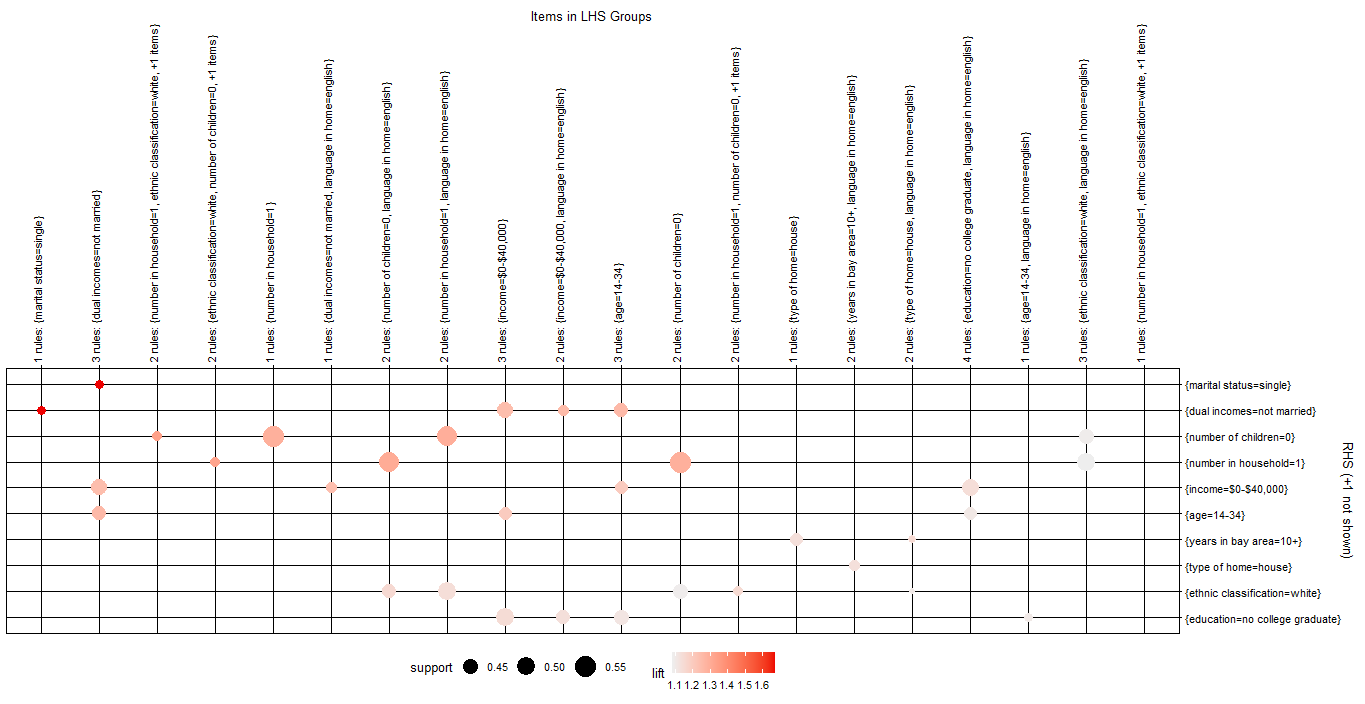 Items in LHS Groups
1 rules: {marital status=single}
3 rules: {dual incomes=not married}
2 rules: {number in household=1, ethnic classification=white, +1 items}
2 rules: {ethnic classification=white, number of children=0, +1 items}
1 rules: {number in household=1}
1 rules: {dual incomes=not married, language in home=english}
2 rules: {number of children=0, language in home=english}
2 rules: {number in household=1, language in home=english}
3 rules: {income=$0-$40,000}
2 rules: {income=$0-$40,000, language in home=english}
3 rules: {age=14-34}
2 rules: {number of children=0}
2 rules: {number in household=1, number of children=0, +1 items}
1 rules: {type of home=house}
2 rules: {years in bay area=10+, language in home=english}
2 rules: {type of home=house, language in home=english}
4 rules: {education=no college graduate, language in home=english}
1 rules: {age=14-34, language in home=english}
3 rules: {ethnic classification=white, language in home=english}
1 rules: {number in household=1, ethnic classification=white, +1 items}
{marital status=single}
{dual incomes=not married}
{number of children=0}
{number in household=1}
{income=$0-$40,000}
{age=14-34}
{years in bay area=10+}
{type of home=house}
{ethnic classification=white}
{education=no college graduate}
RHS (+1 not shown)
support 0.45 0.50 0.55
lift
1.1 1.2 1.3 1.4 1.5 1.6